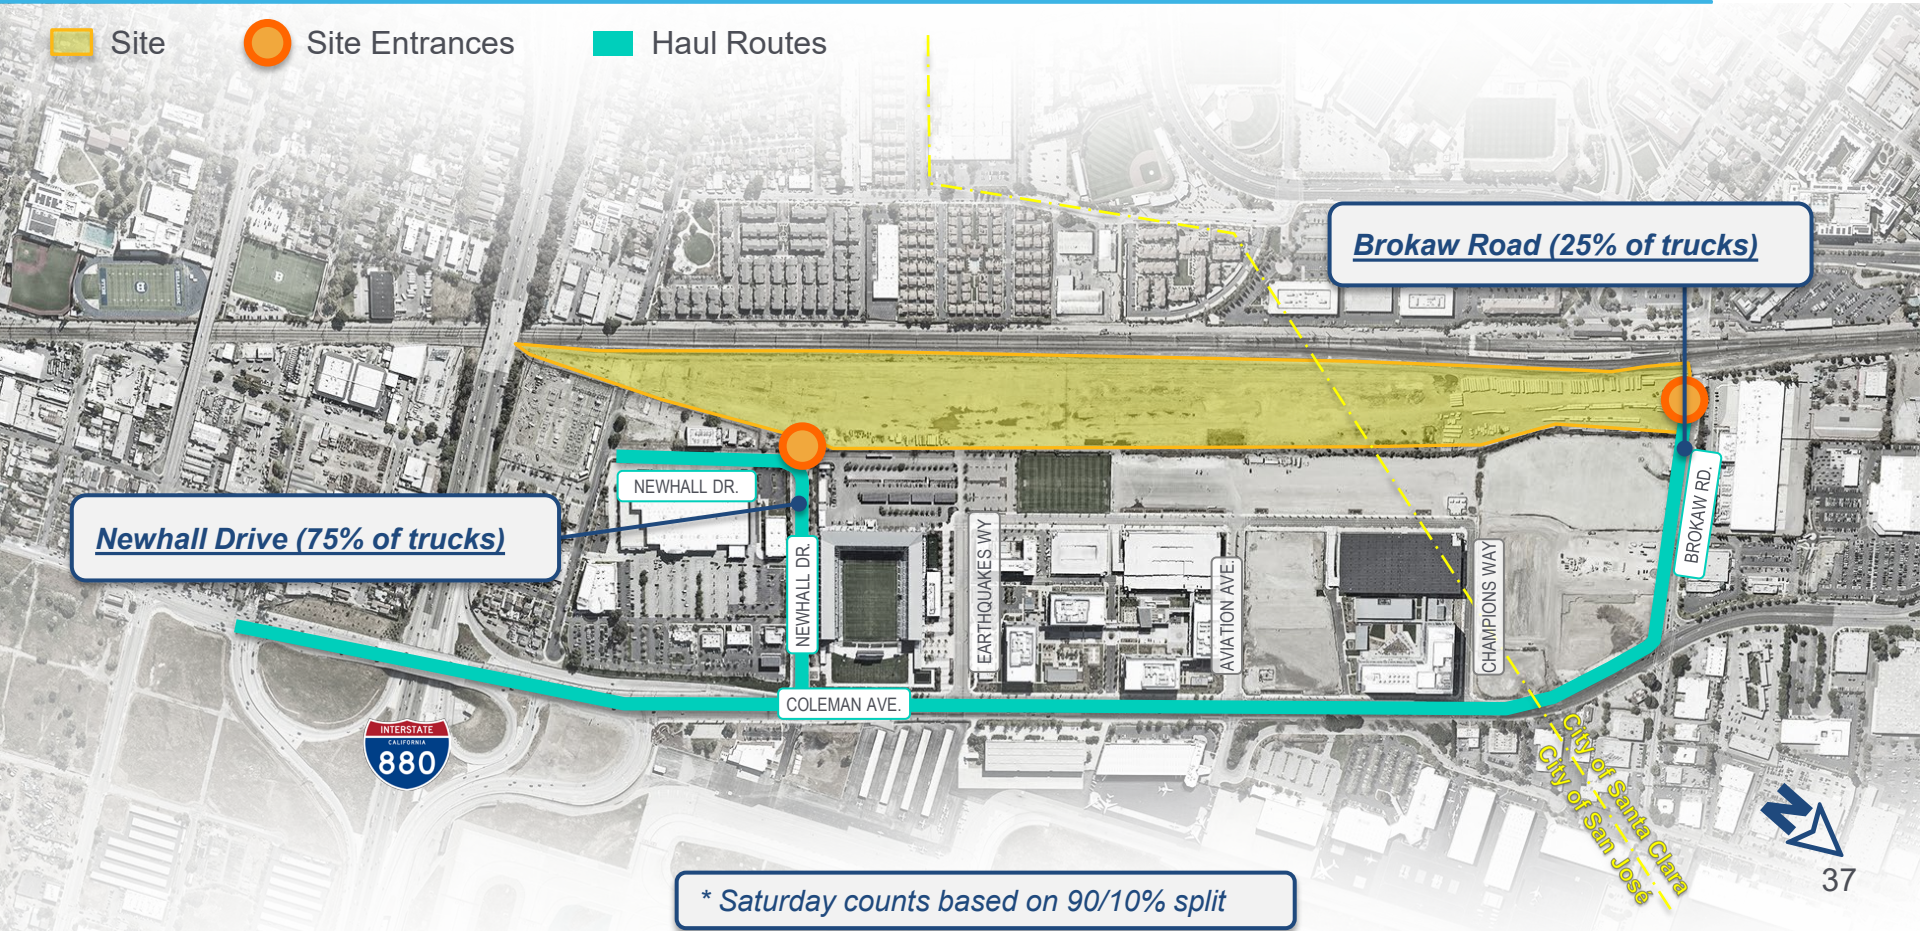 Site
Site Entrances
Haul Routes
Brokaw Road (25% of trucks)
B
B
NEWHALL DR.
Newhall Drive (75% of trucks)
NEWHALL DR.
EARTHQUAKES WY
AVIATION AVE.
CHAMPIONS WAY
BROKAW RD.
COLEMAN AVE.
INTERSTATE
CALIFORNIA
880
City of Santa Clara
City of San José
N
37
* Saturday counts based on 90/10% split